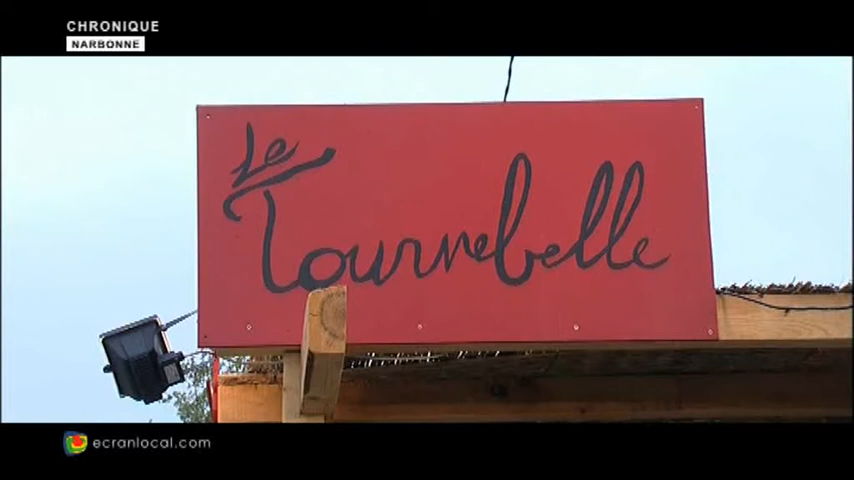 CHRONIQUE
NARBONNE
Le
Tournebelle
ecranlocal.com